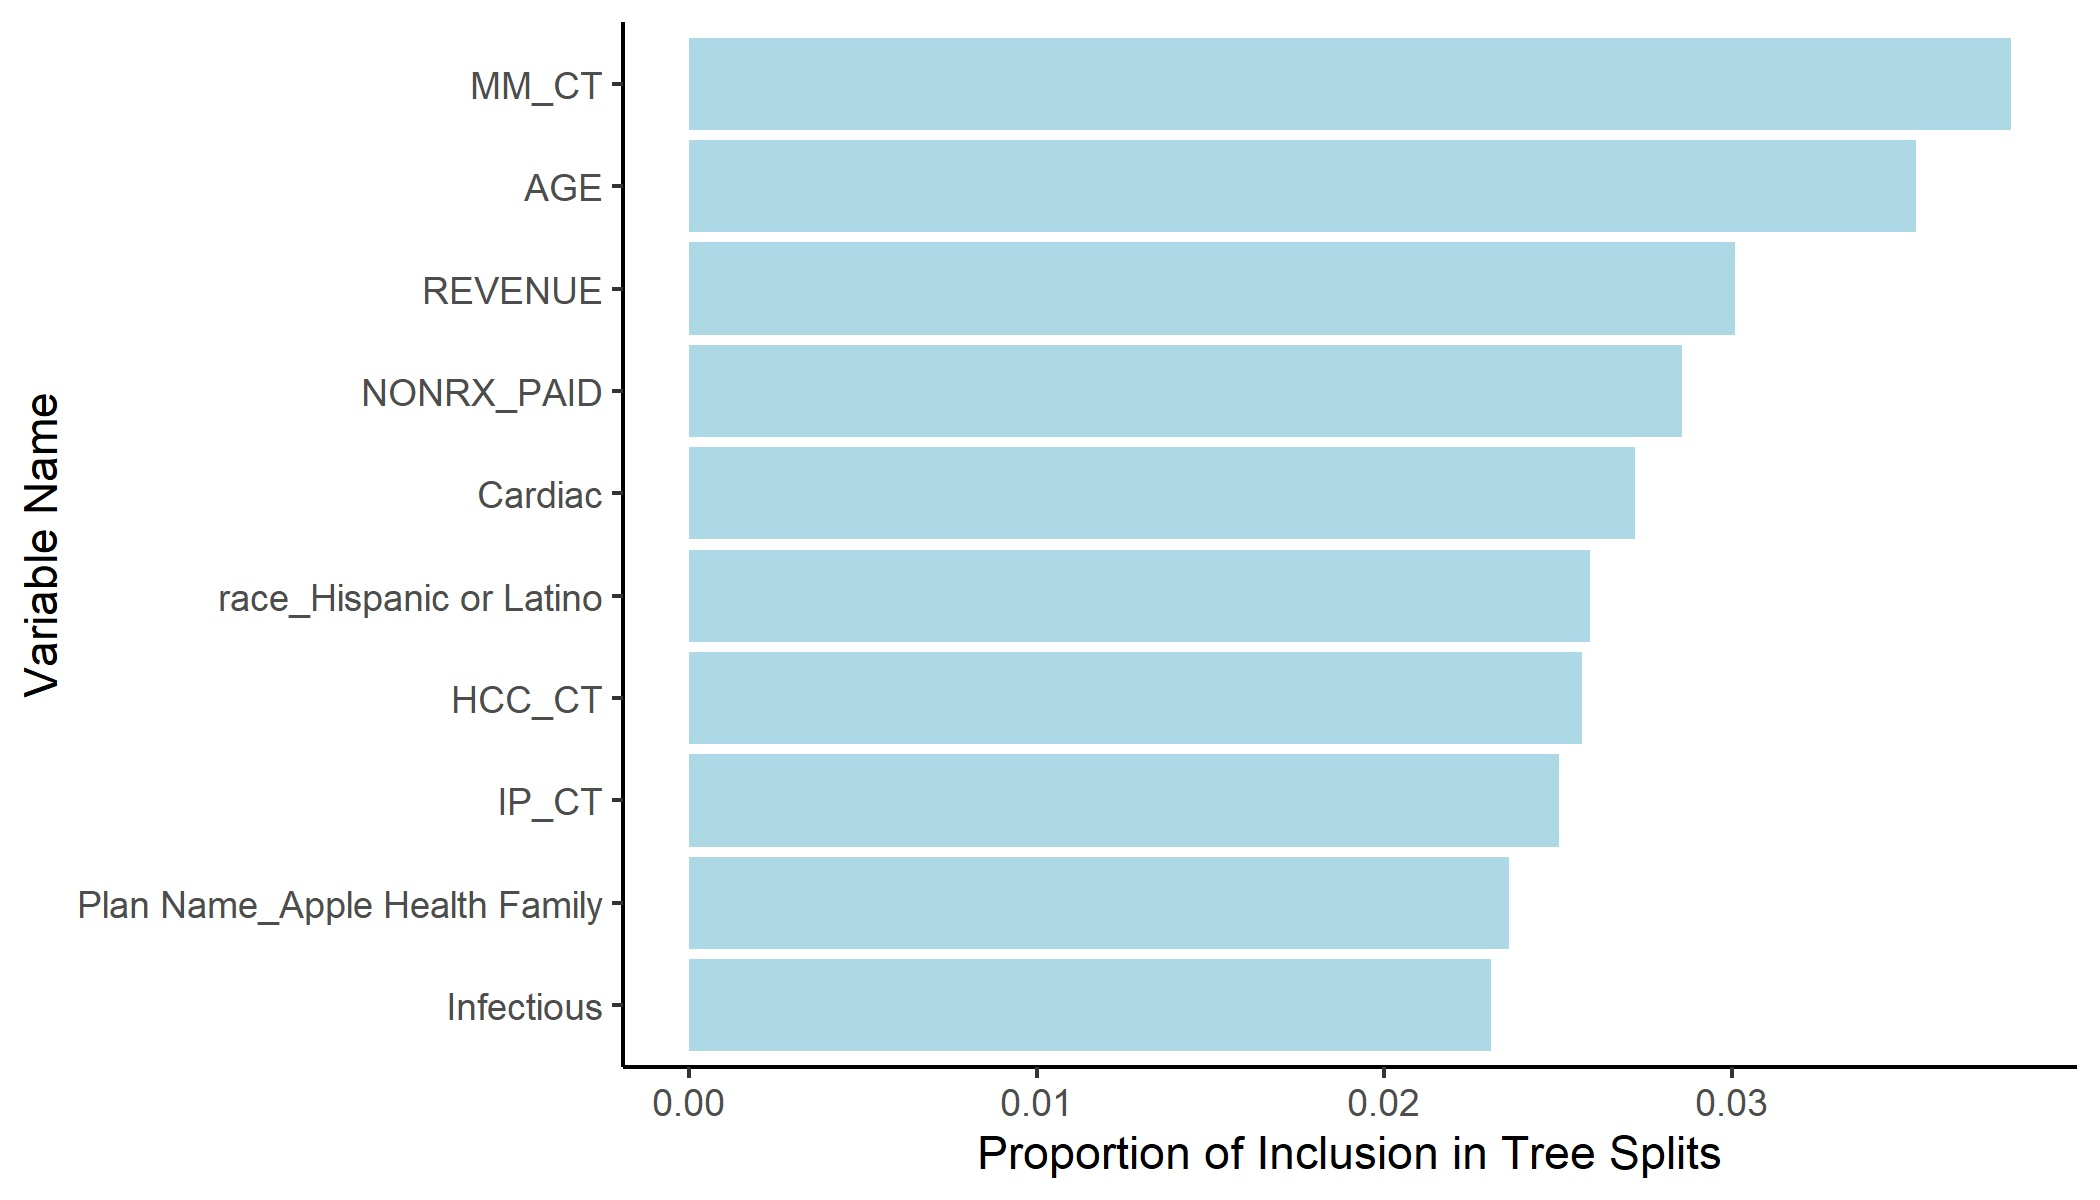 Variable Name
MM_CT
AGE
REVENUE
NONRX_PAID
Cardiac
race_Hispanic or Latino
HCC_CT
IP_CT
Plan Name_Apple Health Family
Infectious
0.00 0.01 0.02 0.03
Proportion of Inclusion in Tree Splits